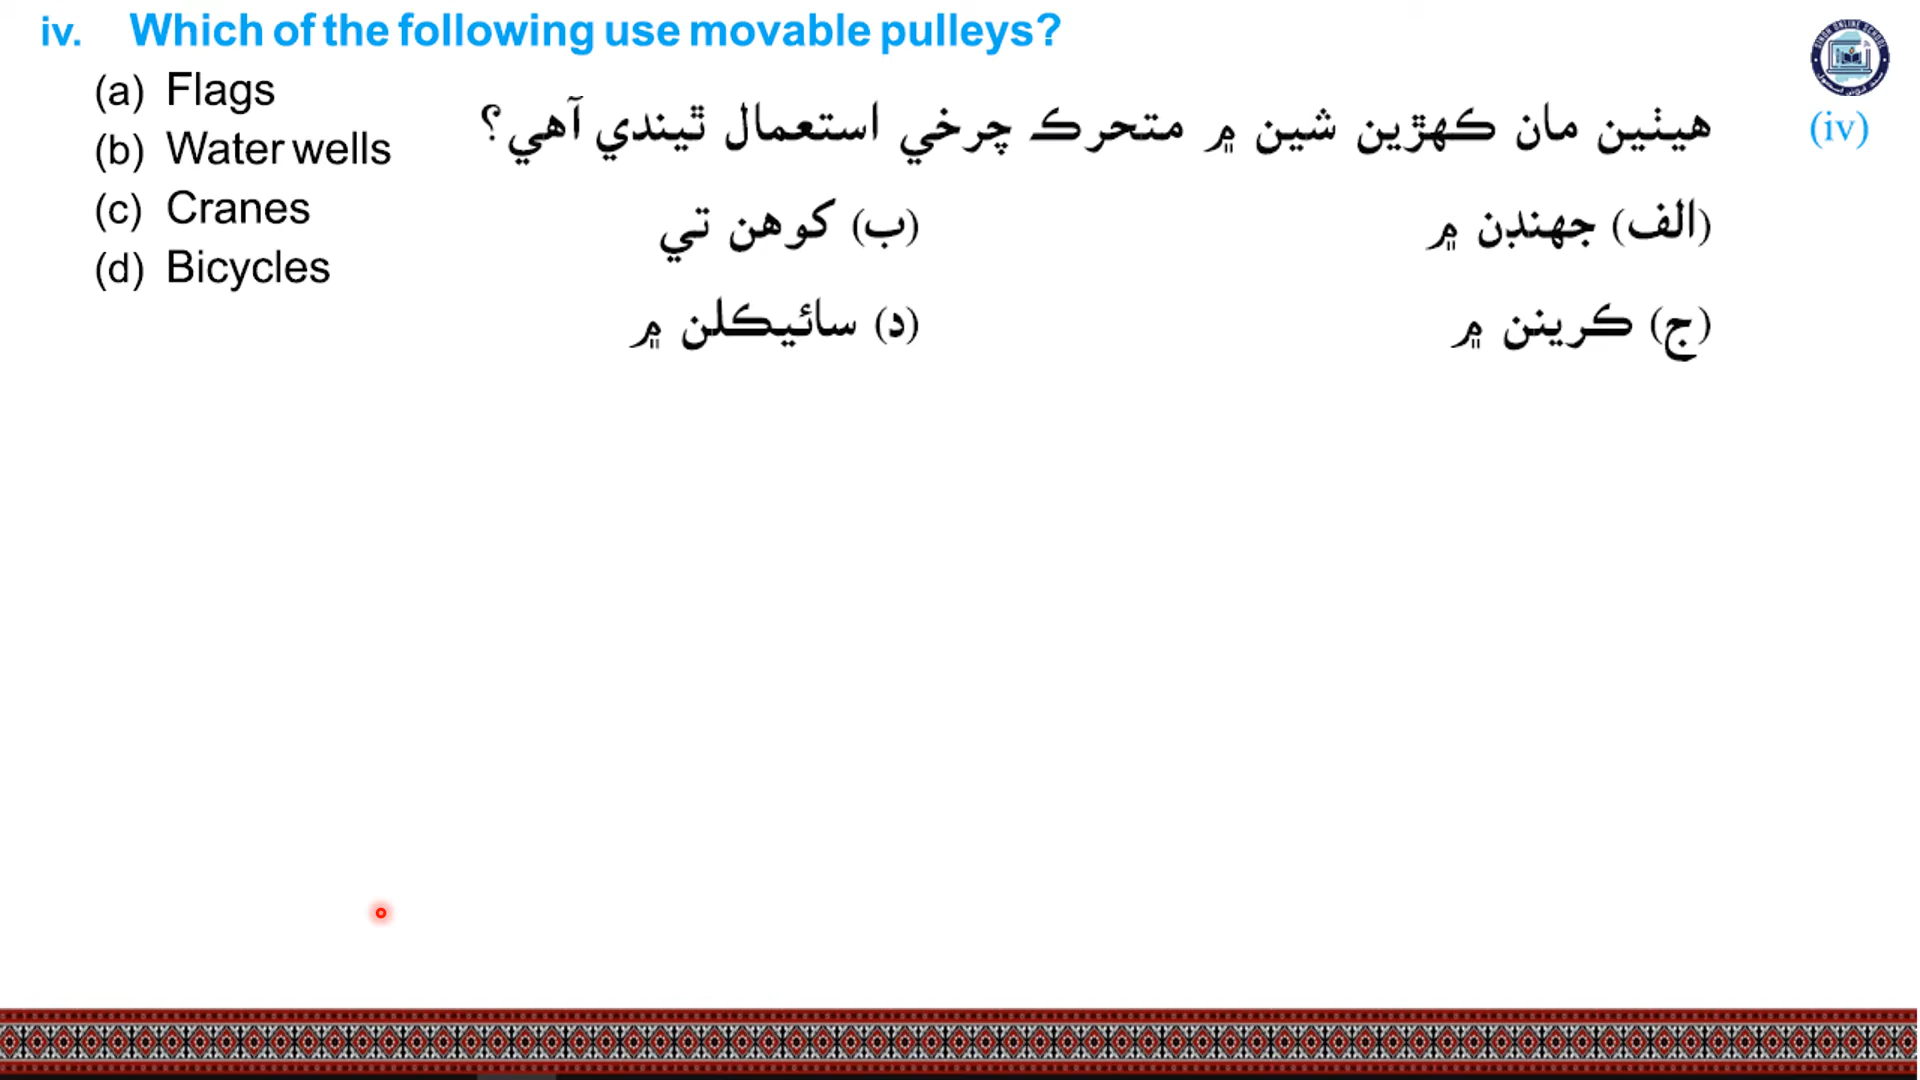 iv. Which of the following use movable pulleys?
(a) Flags
(b) Water wells
(c) Cranes
(d) Bicycles
(iv) هيٺين مان ڪهڙين شين ۾ متحرڪ چرخي استعمال ٿيندي آهي؟
(الف) جهنڊن ۾ (ب) کوهن تي
(ج) ڪرينن ۾ (د) سائيڪلن ۾